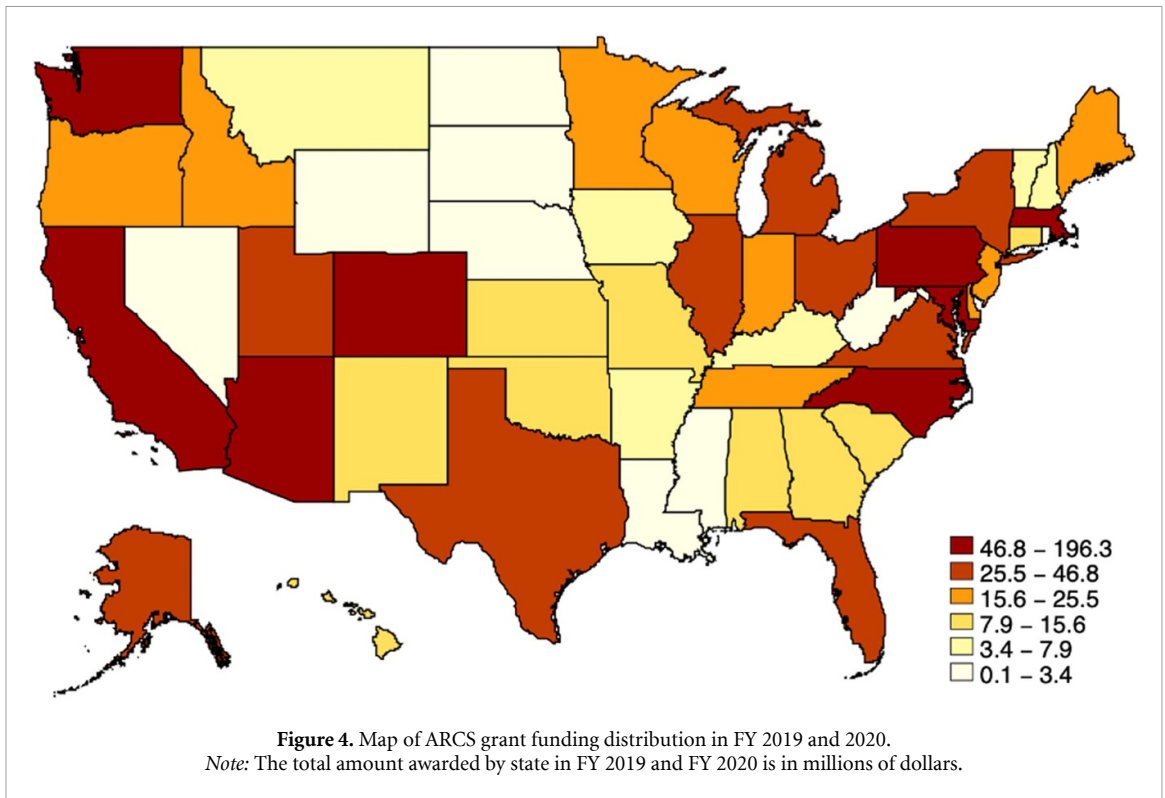 46.8 – 196.3
25.5 – 46.8
15.6 – 25.5
7.9 – 15.6
3.4 – 7.9
0.1 – 3.4
Figure 4. Map of ARCS grant funding distribution in FY 2019 and 2020.
Note: The total amount awarded by state in FY 2019 and FY 2020 is in millions of dollars.